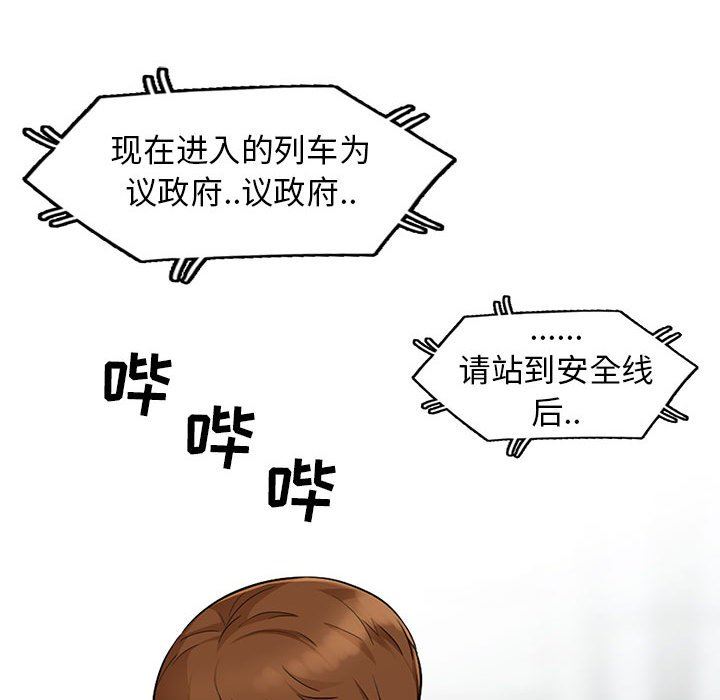 现在进入的列车为
议政府..议政府..
......
请站到安全线
后..
哔
哔
哔